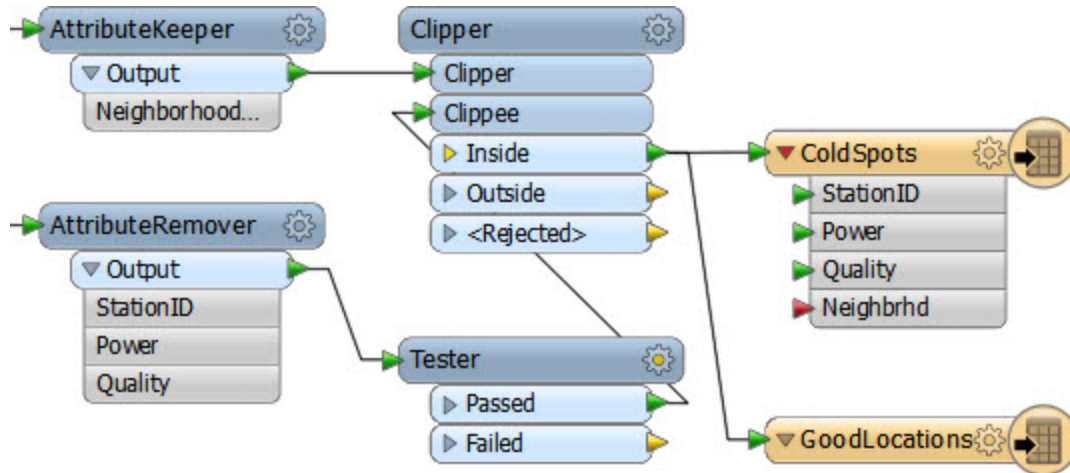 AttributeKeeper
Output
Neighborhood...
AttributeRemover
Output
StationID
Power
Quality
Clipper
Clipper
Clippee
Inside
Outside
<Rejected>
Tester
Passed
Failed
ColdSpots
StationID
Power
Quality
Neighbrhd
GoodLocations